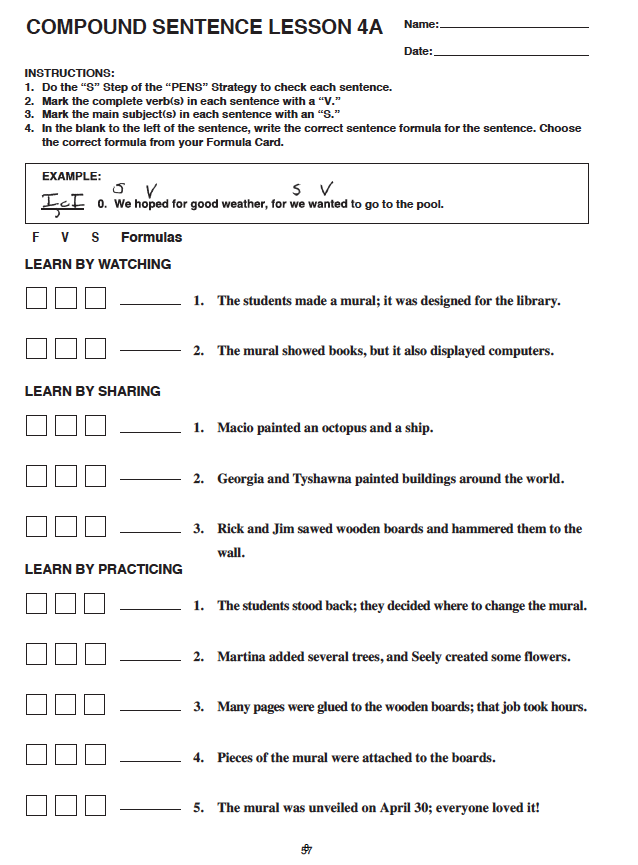 COMPOUND SENTENCE LESSON 4A
Name:
Date:
INSTRUCTIONS:
1. Do the “S” Step of the “PENS” Strategy to check each sentence.
2. Mark the complete verb(s) in each sentence with a “V.”
3. Mark the main subject(s) in each sentence with an “S.”
4. In the blank to the left of the sentence, write the correct sentence formula for the sentence. Choose
the correct formula from your Formula Card.
EXAMPLE:
S V S V
I,cI 0. We hoped for good weather, for we wanted to go to the pool.
F V S Formulas
LEARN BY WATCHING
1. The students made a mural; it was designed for the library.
2. The mural showed books, but it also displayed computers.
LEARN BY SHARING
1. Macio painted an octopus and a ship.
2. Georgia and Tyshawna painted buildings around the world.
3. Rick and Jim sawed wooden boards and hammered them to the
wall.
LEARN BY PRACTICING
1. The students stood back; they decided where to change the mural.
2. Martina added several trees, and Seely created some flowers.
3. Many pages were glued to the wooden boards; that job took hours.
4. Pieces of the mural were attached to the boards.
5. The mural was unveiled on April 30; everyone loved it!